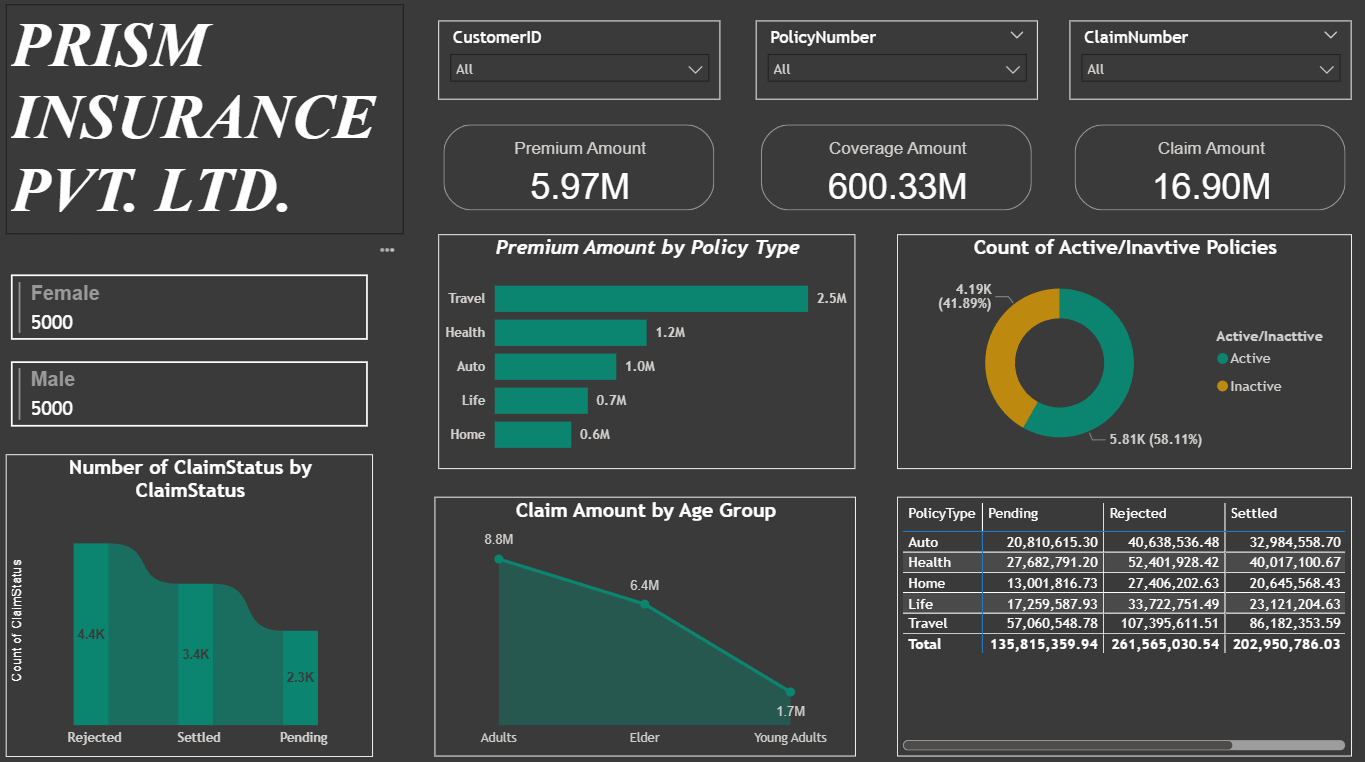 PRISM
INSURANCE
PVT. LTD.
CustomerID
All
PolicyNumber
All
ClaimNumber
All
Premium Amount
5.97M
Coverage Amount
600.33M
Claim Amount
16.90M
Female
5000
Male
5000
Premium Amount by Policy Type
Travel 2.5M
Health 1.2M
Auto 1.0M
Life 0.7M
Home 0.6M
Count of Active/Inavtive Policies
4.19K
(41.89%)
5.81K (58.11%)
Active/Inacttive
Active
Inactive
Number of ClaimStatus by
ClaimStatus
Count of ClaimStatus
4.4K
3.4K
2.3K
Rejected Settled Pending
Claim Amount by Age Group
8.8M
6.4M
1.7M
Adults Elder Young Adults
PolicyType Pending Rejected Settled
Auto 20,810,615.30 40,638,536.48 32,984,558.70
Health 27,682,791.20 52,401,928.42 40,017,100.67
Home 13,001,816.73 27,406,202.63 20,645,568.43
Life 17,259,587.93 33,722,751.49 23,121,204.63
Travel 57,060,548.78 107,395,611.51 86,182,353.59
Total 135,815,359.94 261,565,030.54 202,950,786.03